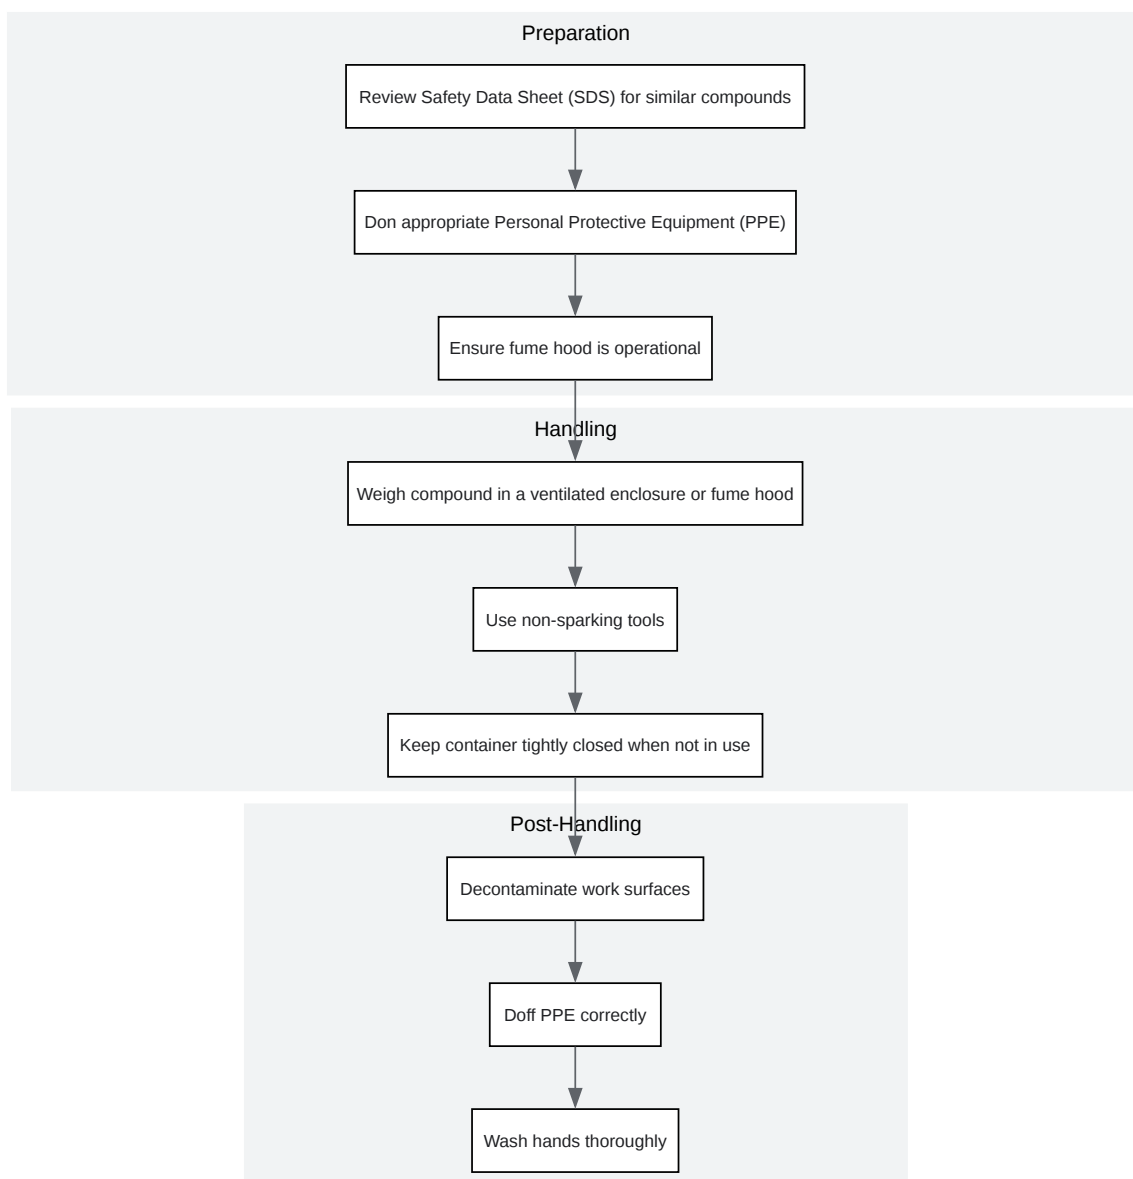 Preparation
Review Safety Data Sheet (SDS) for similar compounds
Don appropriate Personal Protective Equipment (PPE)
Ensure fume hood is operational
Handling
Weigh compound in a ventilated enclosure or fume hood
Use non-sparking tools
Keep container tightly closed when not in use
Post-Handling
Decontaminate work surfaces
Doff PPE correctly
Wash hands thoroughly